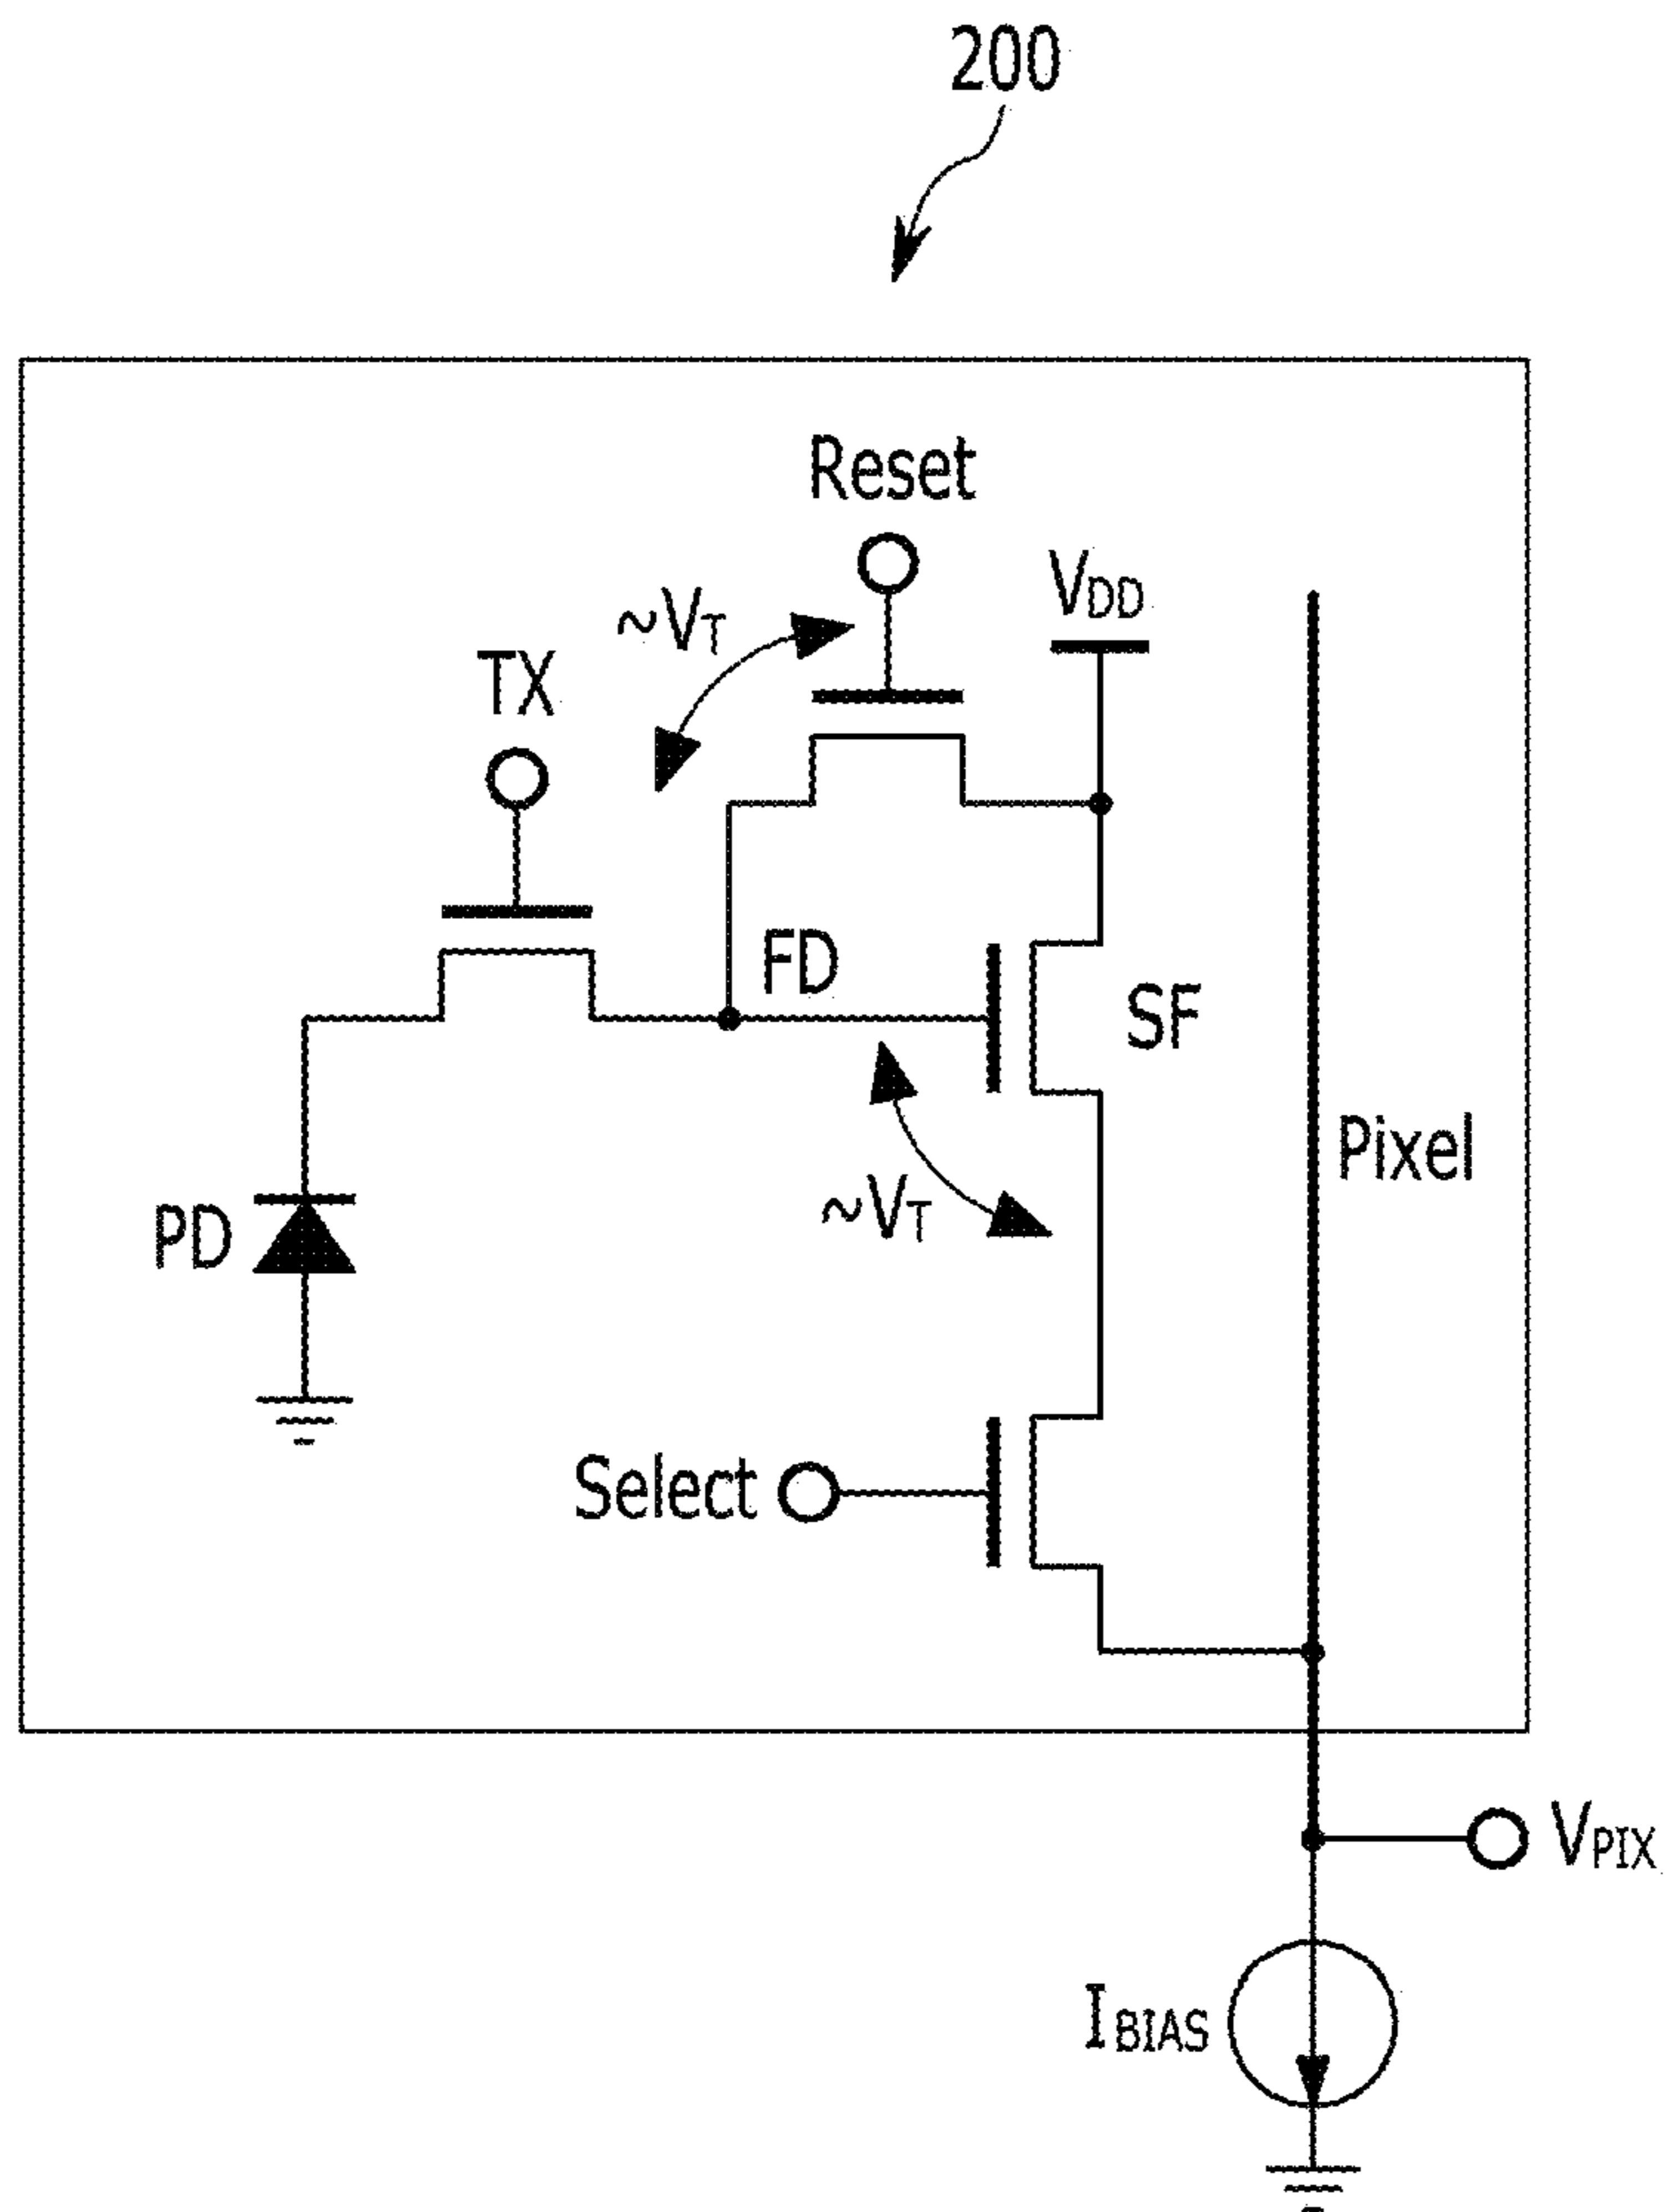 200
Reset
~VT
VDD
TX
FD
SF
Pixel
~VT
PD
Select
VPIX
IBIAS